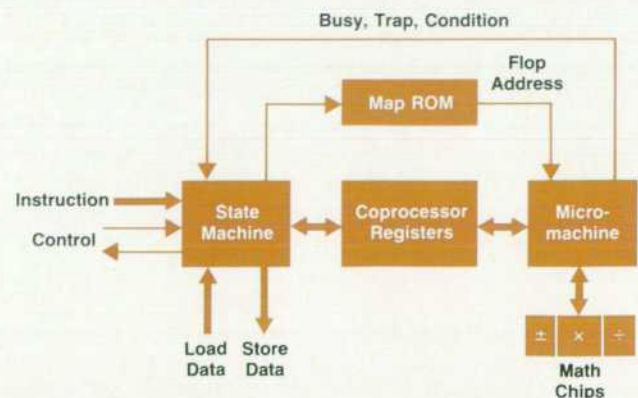 Busy, Trap, Condition
Flop
Address
Map ROM
Instruction
Control
State
Machine
Coprocessor
Registers
Micro-
machine
Load
Data
Store
Data
± × ÷
Math
Chips